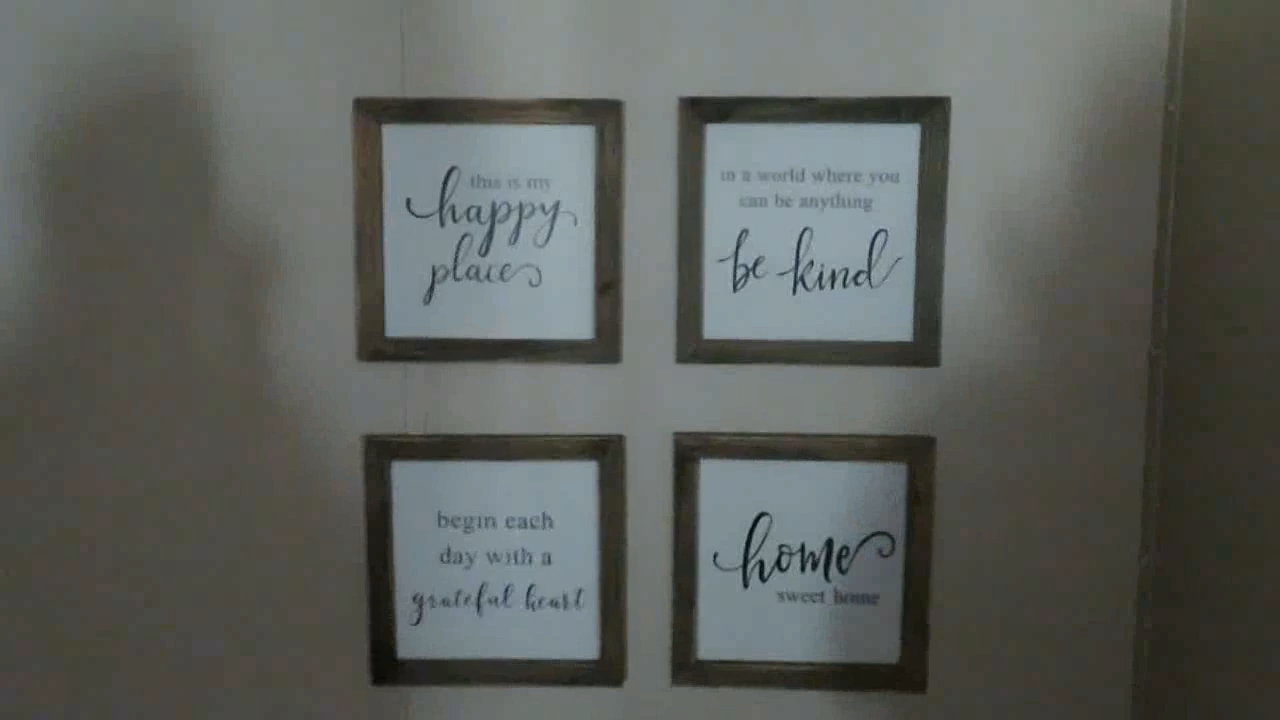 this is my
happy
place
in a world where you
can be anything
be kind
begin each
day with a
grateful heart
home
sweet home